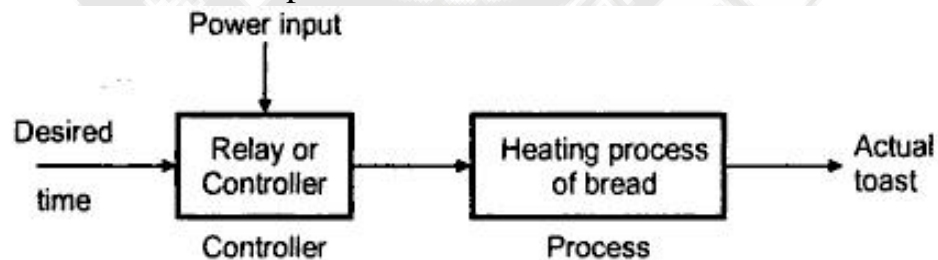 Power input
Desired
time
Relay or
Controller
Controller
Heating process
of bread
Process
Actual
toast